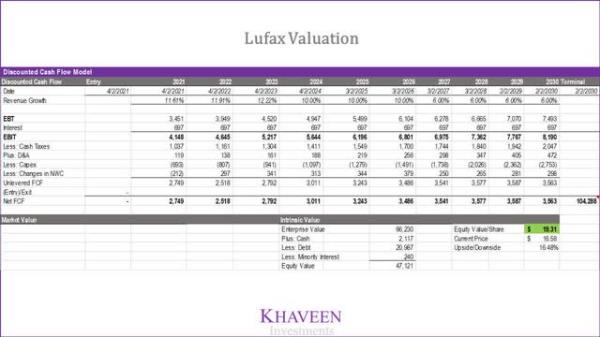 Lufax Valuation
Discounted Cash Flow Model
Discounted Cash Flow Entry 2021 2022 2023 2024 2025 2026 2027 2028 2029 2030 Terminal
Date 4/2/2021 4/2/2021 4/2/2022 4/2/2023 4/2/2024 3/2/2025 3/2/2026 3/2/2027 2/2/2028 2/2/2029 2/2/2030 2/2/2030
Revenue Growth 11.61% 11.91% 12.22% 10.00% 10.00% 10.00% 6.00% 6.00% 6.00% 6.00%
EBT 3,451 3,949 4,520 4,947 5,499 6,104 6,278 6,665 7,070 7,493
Interest 697 697 697 697 697 697 697 697 697 697
EBIT 4,148 4,645 5,217 5,644 6,196 6,801 6,975 7,362 7,767 8,190
Less: Cash Taxes 1,037 1,161 1,304 1,411 1,549 1,700 1,744 1,840 1,942 2,047
Plus: D&A 119 138 161 188 219 256 298 347 405 472
Less: Capex (693) (807) (941) (1,097) (1,279) (1,491) (1,738) (2,026) (2,362) (2,753)
Less: Changes in NWC (212) 297 341 313 344 379 250 265 281 298
Unlevered FCF 2,749 2,518 2,792 3,011 3,243 3,486 3,541 3,577 3,587 3,563
(Entry)/Exit -
Net FCF - 2,749 2,518 2,792 3,011 3,243 3,486 3,541 3,577 3,587 3,563 104,288
Market Value Intrinsic Value
Enterprise Value 66,230 Equity Value/Share $ 19.31
Plus: Cash 2,117 Current Price $ 16.58
Less: Debt 20,987 Upside/Downside 16.48%
Less: Minority Interest 240
Equity Value 47,121
KHAVEEN
Investments